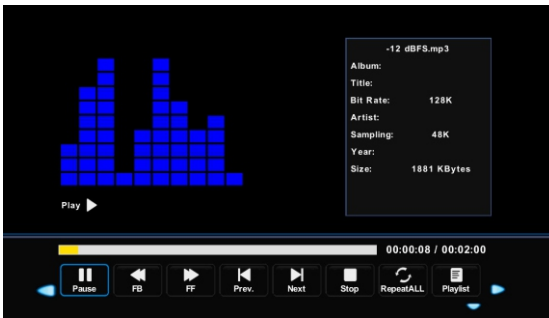 -12 dBFS.mp3
Album:
Title:
Bit Rate: 128K
Artist:
Sampling: 48K
Year:
Size: 1881 KBytes
Play
00:00:08 / 00:02:00
Pause FB FF Prev. Next Stop RepeatALL Playlist